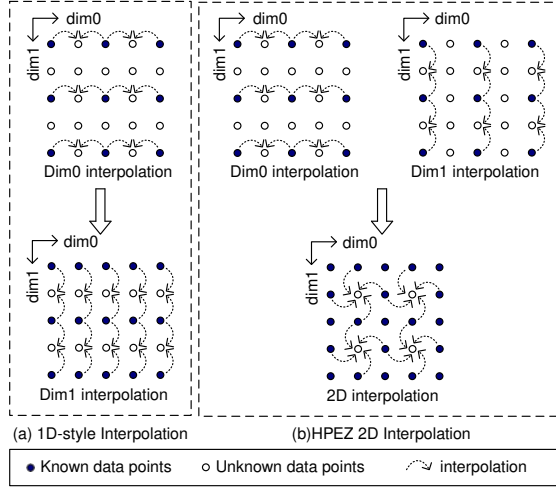 dim0
dim1
Dim0 interpolation
dim0
dim1
Dim1 interpolation
(a) 1D-style Interpolation
dim0
dim1
Dim0 interpolation
dim0
dim1
Dim1 interpolation
dim0
dim1
2D interpolation
(b)HPEZ 2D Interpolation
Known data points
Unknown data points
interpolation